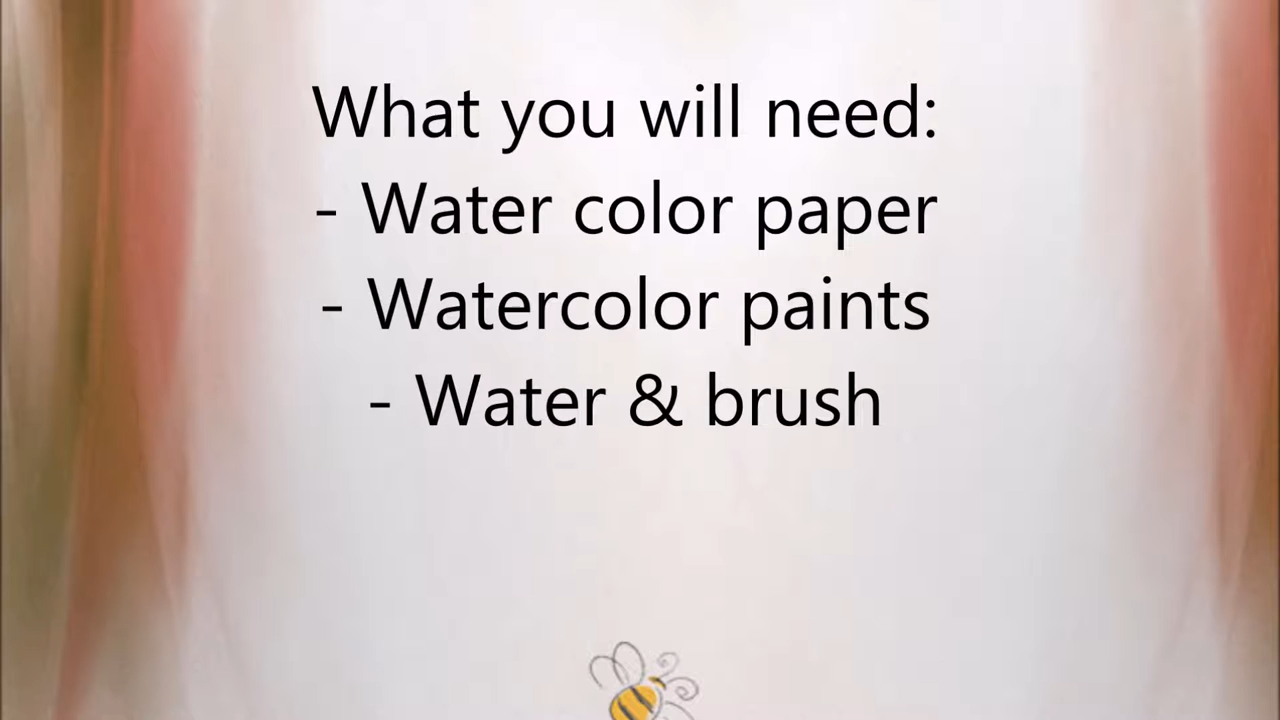 What you will need:
- Water color paper
- Watercolor paints
- Water & brush